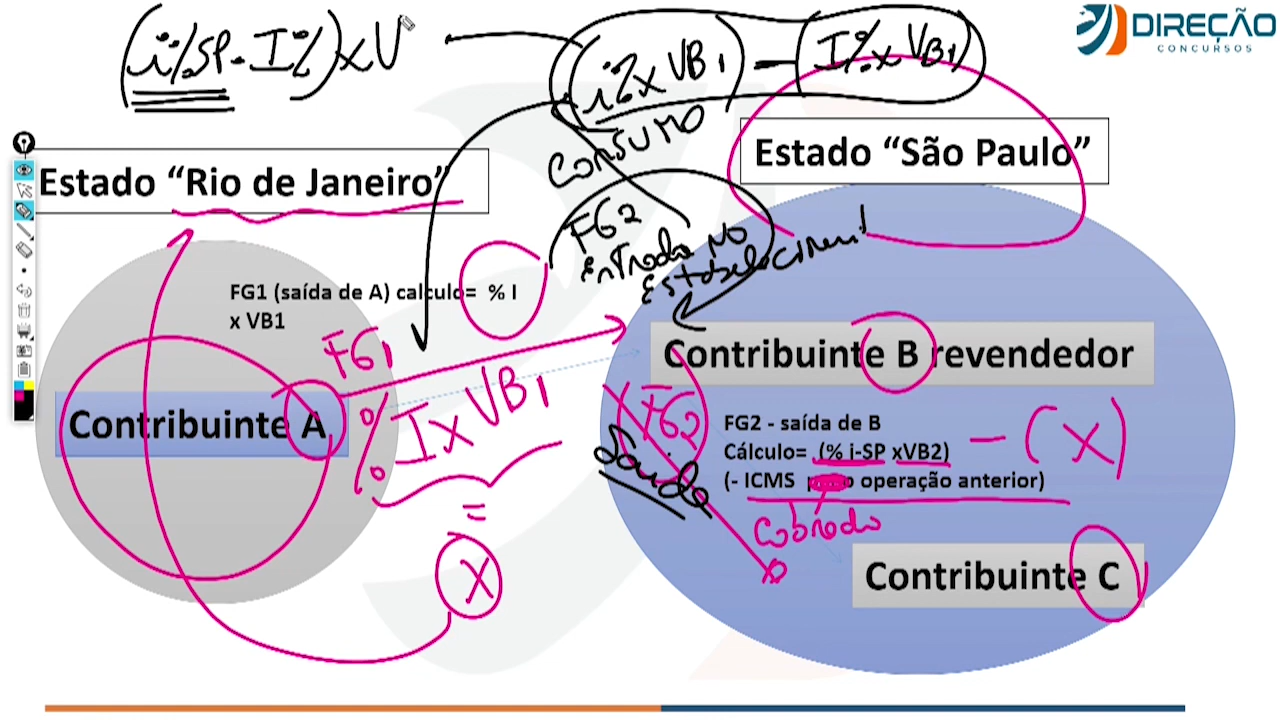 (i%SP - I%) x V
(i% x VB1) - (I% x VB1)
DIREÇÃO
CONCURSOS
CONSUMO
Estado “São Paulo”
Estado “Rio de Janeiro”
FG2
Entrada no
Estabeleciment
FG1 (saída de A) calculo= % I
x VB1
FG1
Contribuinte B revendedor
Contribuinte A
% I x VB1
FG2
Saída
FG2 - saída de B
Cálculo= (% i-SP xVB2) - (X)
(- ICMS operação anterior)
Cobrado
=
X
Contribuinte C